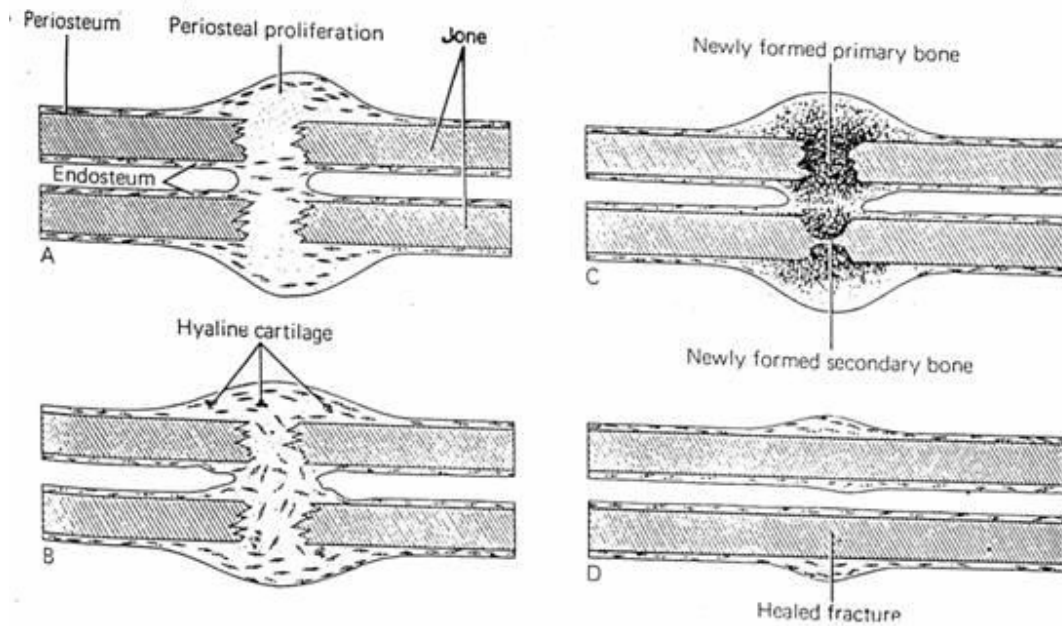 Periosteum
Periosteal proliferation
Jone
Endosteum
A
Hyaline cartilage
B
Newly formed primary bone
C
Newly formed secondary bone
D
Healed fracture